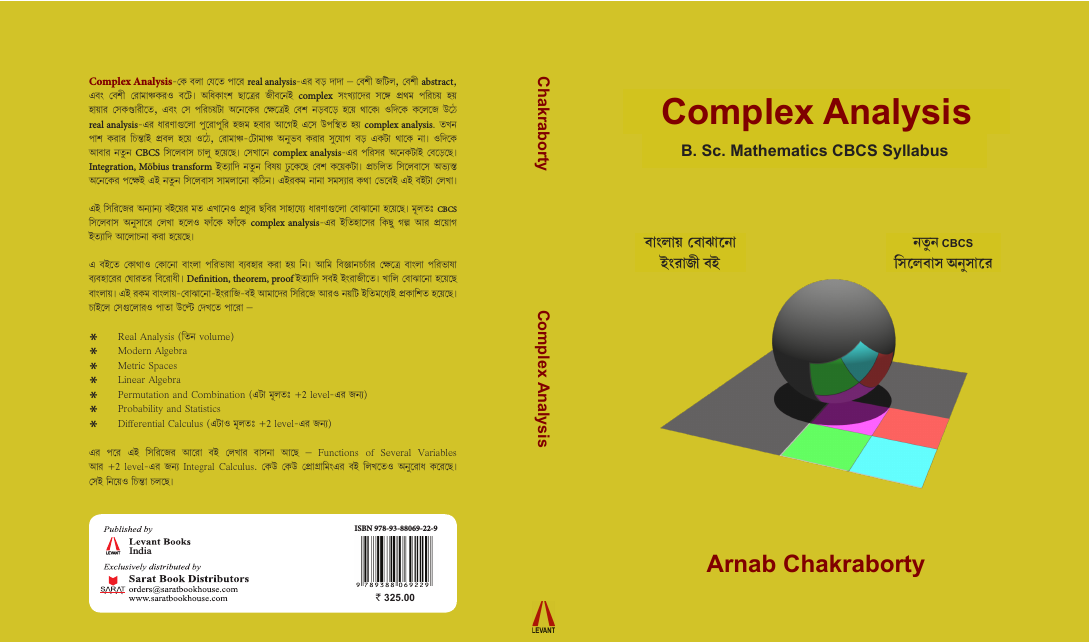 Complex Analysis-কে বলা যেতে পারে real analysis-এর বড় দাদা – বেশী জটিল, বেশী abstract,
এবং বেশী রোমাঞ্চকরও বটে। অধিকাংশ ছাত্রের জীবনেই complex সংখ্যাদের সঙ্গে প্রথম পরিচয় হয়
হায়ার সেকণ্ডারীতে, এবং সে পরিচয়টা অনেকের ক্ষেত্রেই বেশ নড়বড়ে হয়ে থাকে। ওদিকে কলেজে উঠে
real analysis-এর ধারণাগুলো পুরোপুরি হজম হবার আগেই এসে উপস্থিত হয় complex analysis. তখন
পাশ করার চিন্তাই প্রবল হয়ে ওঠে, রোমাঞ্চ-টোমাঞ্চ অনুভব করার সুযোগ বড় একটা থাকে না। ওদিকে
আবার নতুন CBCS সিলেবাস চালু হয়েছে। সেখানে complex analysis-এর পরিসর অনেকটাই বেড়েছে।
Integration, Möbius transform ইত্যাদি নতুন বিষয় ঢুকেছে বেশ কয়েকটা। প্রচলিত সিলেবাসে অভ্যস্ত
অনেকের পক্ষেই এই নতুন সিলেবাস সামলানো কঠিন। এইরকম নানা সমস্যার কথা ভেবেই এই বইটা লেখা।
এই সিরিজের অন্যান্য বইয়ের মত এখানেও প্রচুর ছবির সাহায্যে ধারণাগুলো বোঝানো হয়েছে। মূলতঃ CBCS
সিলেবাস অনুসারে লেখা হলেও ফাঁকে ফাঁকে complex analysis-এর ইতিহাসের কিছু গল্প আর প্রয়োগ
ইত্যাদি আলোচনা করা হয়েছে।
এ বইতে কোথাও কোনো বাংলা পরিভাষা ব্যবহার করা হয় নি। আমি বিজ্ঞানচর্চার ক্ষেত্রে বাংলা পরিভাষা
ব্যবহারের ঘোরতর বিরোধী। Definition, theorem, proof ইত্যাদি সবই ইংরাজীতে। খালি বোঝানো হয়েছে
বাংলায়। এই রকম বাংলায়-বোঝানো-ইংরাজি-বই আমাদের সিরিজে আরও নয়টি ইতিমধ্যেই প্রকাশিত হয়েছে।
চাইলে সেগুলোরও পাতা উল্টে দেখতে পারো –
* Real Analysis (তিন volume)
* Modern Algebra
* Metric Spaces
* Linear Algebra
* Permutation and Combination (এটা মূলতঃ +2 level-এর জন্য)
* Probability and Statistics
* Differential Calculus (এটাও মূলতঃ +2 level-এর জন্য)
এর পরে এই সিরিজের আরো বই লেখার বাসনা আছে – Functions of Several Variables
আর +2 level-এর জন্য Integral Calculus. কেউ কেউ প্রোগ্রামিংএর বই লিখতেও অনুরোধ করেছে।
সেই নিয়েও চিন্তা চলছে।
Published by
LEVANT
Levant Books
India
Exclusively distributed by
SARAT
Sarat Book Distributors
orders@saratbookhouse.com
www.saratbookhouse.com
ISBN 978-93-88069-22-9
9 789388 069229
₹ 325.00
Chakraborty
Complex Analysis
LEVANT
Complex Analysis
B. Sc. Mathematics CBCS Syllabus
বাংলায় বোঝানো
ইংরাজী বই
নতুন CBCS
সিলেবাস অনুসারে
Arnab Chakraborty